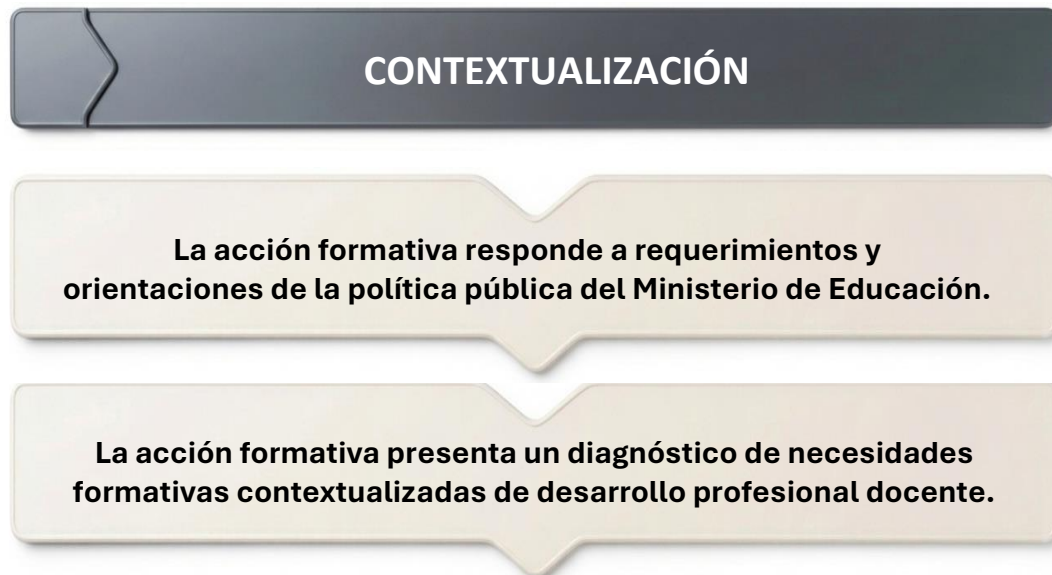 CONTEXTUALIZACIÓN
La acción formativa responde a requerimientos y
orientaciones de la política pública del Ministerio de Educación.
La acción formativa presenta un diagnóstico de necesidades
formativas contextualizadas de desarrollo profesional docente.